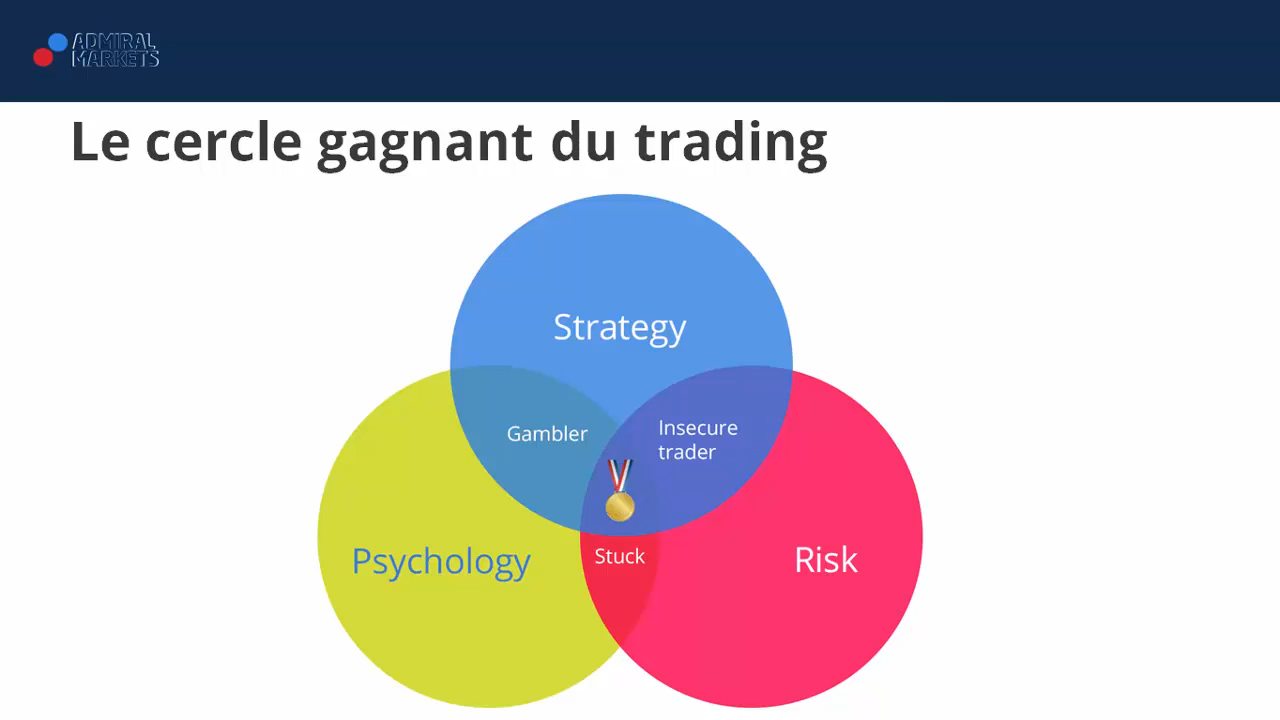 ADMIRAL
MARKETS
Le cercle gagnant du trading
Strategy
Gambler
Insecure
trader
Psychology
Stuck
Risk